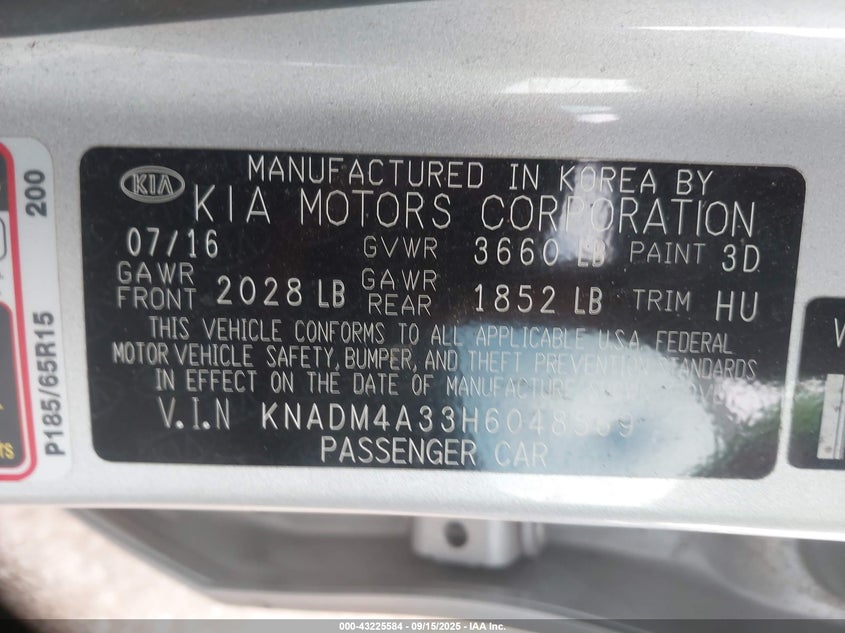 MANUFACTURED IN KOREA BY
KIA
KIA MOTORS CORPORATION
07/16 GVWR 3660 LB PAINT 3D
GAWR FRONT 2028 LB GAWR REAR 1852 LB TRIM HU
THIS VEHICLE CONFORMS TO ALL APPLICABLE U.S.A. FEDERAL
MOTOR VEHICLE SAFETY, BUMPER, AND THEFT PREVENTION STANDARDS
IN EFFECT ON THE DATE OF MANUFACTURE SHOWN ABOVE.
V.I.N KNADM4A33H6048569
PASSENGER CAR
P185/65R15 200
000-43225584 - 09/15/2025 - IAA Inc.